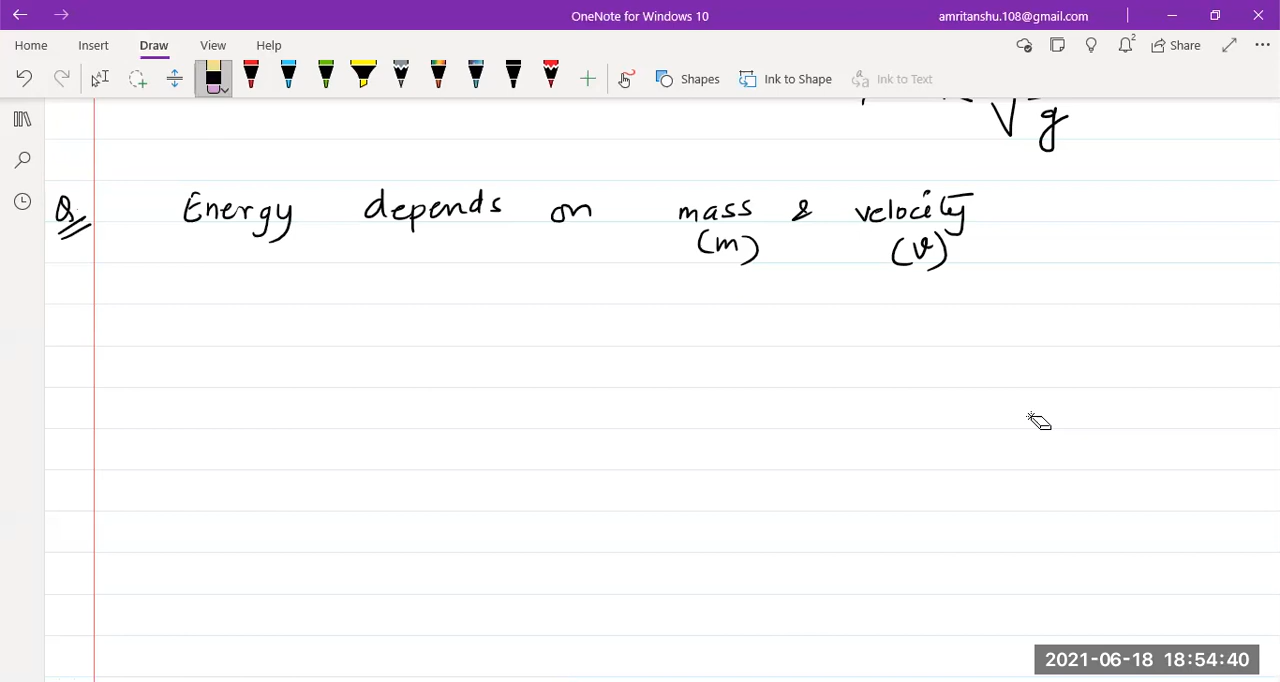 OneNote for Windows 10
amritanshu.108@gmail.com
Home Insert Draw View Help
Share
Shapes Ink to Shape Ink to Text
√ g
Q. Energy depends on mass & velocity
(m) (v)
2021-06-18 18:54:40